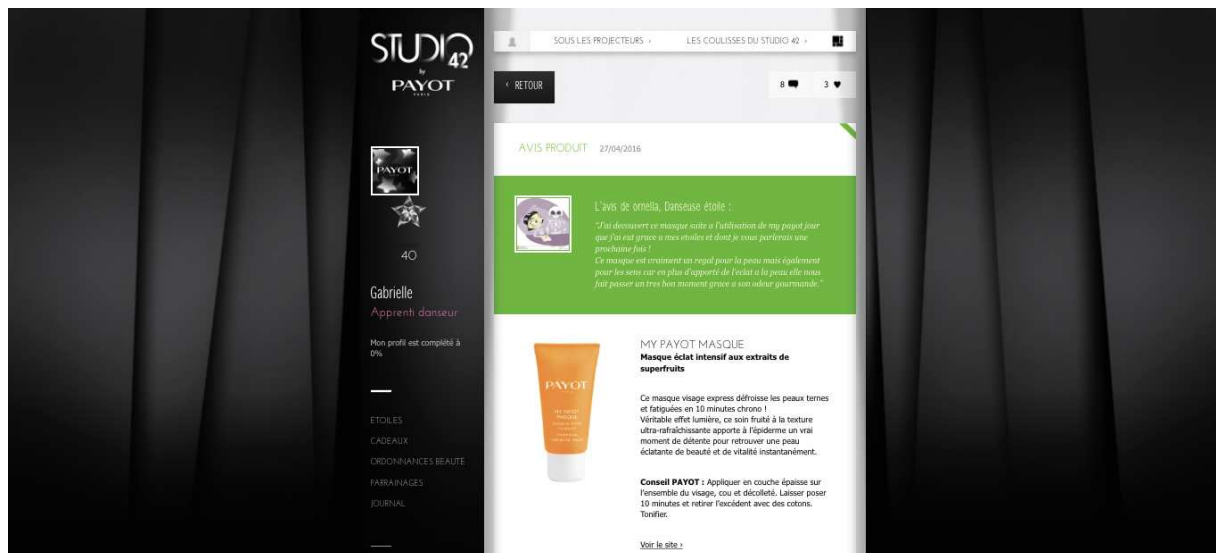 STUDIO
42
by
PAYOT
PARIS
SOUS LES PROJECTEURS ›
LES COULISSES DU STUDIO 42 ›
‹ RETOUR
8
3
PAYOT
40
Gabrielle
Apprenti danseur
Mon profil est complété à
0%
ETOILES
CADEAUX
ORDONNANCES BEAUTÉ
PARRAINAGES
JOURNAL
AVIS PRODUIT 27/04/2016
L'avis de ornella, Danseuse étoile :
"J'ai decouvert ce masque suite a l'utilisation de my payot jour
que j'ai eut grace a mes etoiles et dont je vous parlerais une
prochaine fois !
Ce masque est vraiment un regal pour la peau mais également
pour les sens car en plus d'apporté de l'eclat a la peau elle nous
fait passer un tres bon moment grace a son odeur gourmande."
PAYOT
MY PAYOT
MASQUE
MY PAYOT MASQUE
Masque éclat intensif aux extraits de
superfruits
Ce masque visage express défroisse les peaux ternes
et fatiguées en 10 minutes chrono !
Véritable effet lumière, ce soin fruité à la texture
ultra-rafraîchissante apporte à l'épiderme un vrai
moment de détente pour retrouver une peau
éclatante de beauté et de vitalité instantanément.
Conseil PAYOT : Appliquer en couche épaisse sur
l'ensemble du visage, cou et décolleté. Laisser poser
10 minutes et retirer l'excédent avec des cotons.
Tonifier.
Voir le site ›